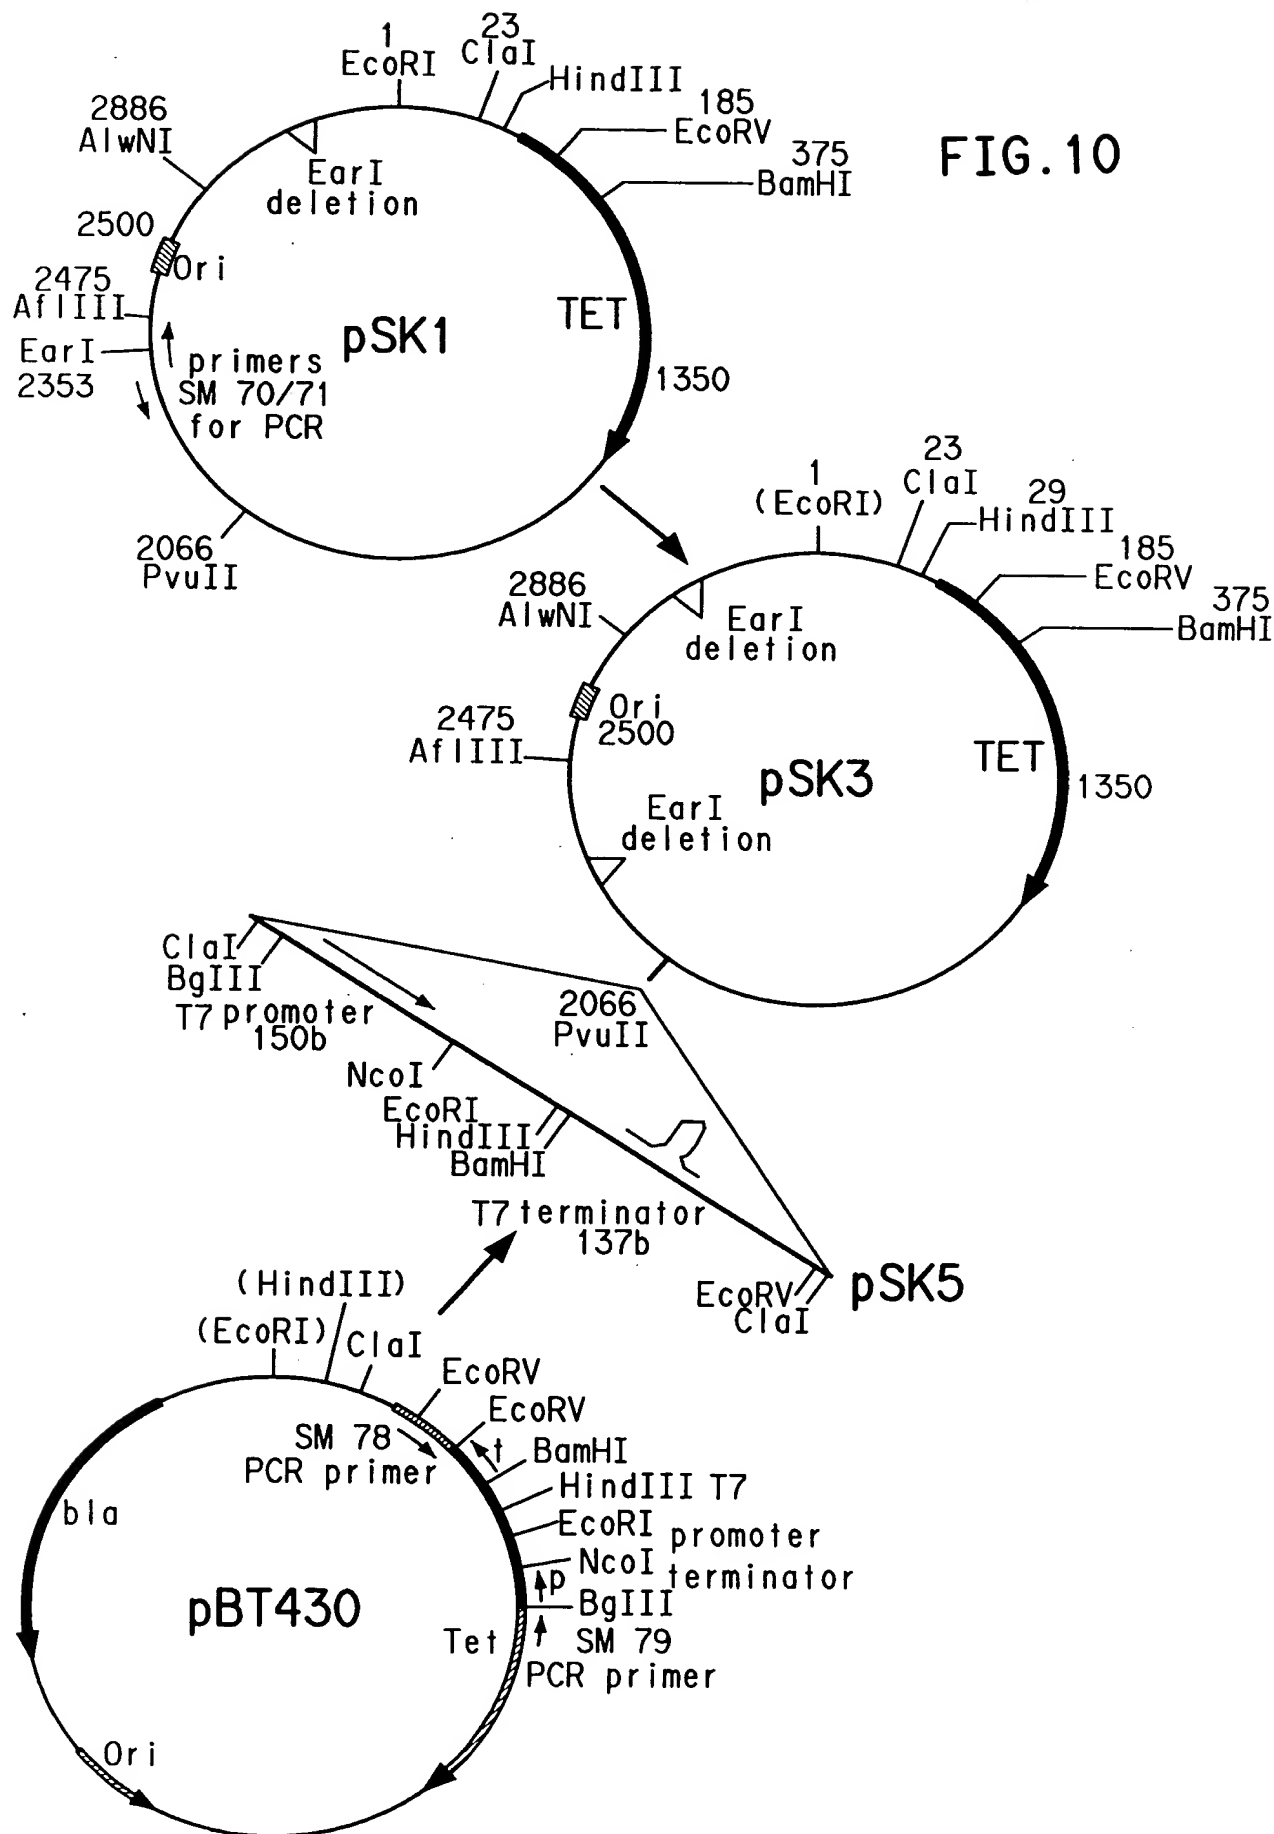 FIG.10
1
EcoRI
23
ClaI
HindIII
185
EcoRV
375
BamHI
2886
AlwNI
EarI
deletion
2500
Ori
2475
AflIII
EarI
2353
primers
SM 70/71
for PCR
pSK1
TET
1350
2066
PvuII
1
(EcoRI)
23
ClaI
29
HindIII
185
EcoRV
375
BamHI
2886
AlwNI
EarI
deletion
Ori
2500
2475
AflIII
pSK3
TET
1350
EarI
deletion
2066
PvuII
ClaI
BglII
T7 promoter
150b
NcoI
EcoRI
HindIII
BamHI
T7 terminator
137b
EcoRV
ClaI
pSK5
(HindIII)
(EcoRI)
ClaI
EcoRV
EcoRV
SM 78
PCR primer
t
BamHI
HindIII T7
EcoRI promoter
NcoI terminator
p
BglII
SM 79
PCR primer
bla
pBT430
Tet
Ori